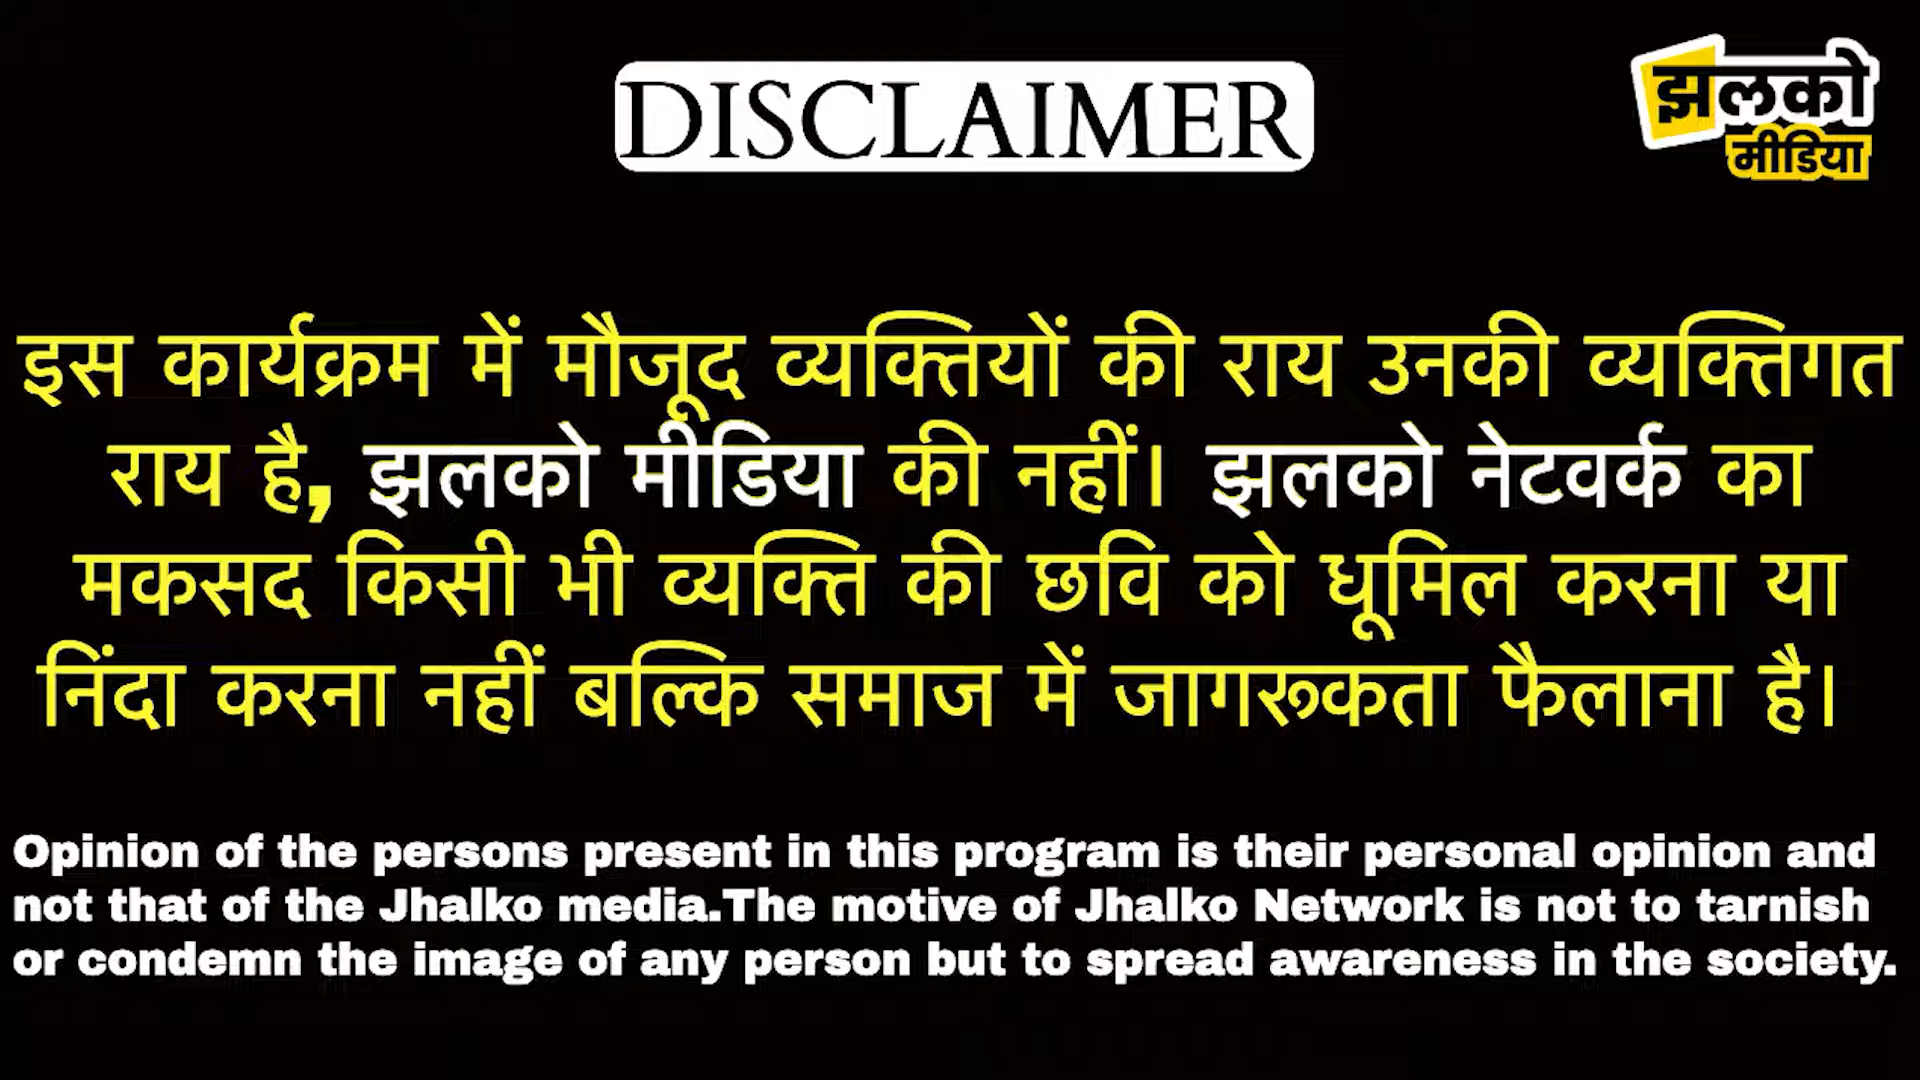 DISCLAIMER
झलको
मीडिया
इस कार्यक्रम में मौजूद व्यक्तियों की राय उनकी व्यक्तिगत
राय है, झलको मीडिया की नहीं। झलको नेटवर्क का
मकसद किसी भी व्यक्ति की छवि को धूमिल करना या
निंदा करना नहीं बल्कि समाज में जागरूकता फैलाना है।
Opinion of the persons present in this program is their personal opinion and
not that of the Jhalko media.The motive of Jhalko Network is not to tarnish
or condemn the image of any person but to spread awareness in the society.